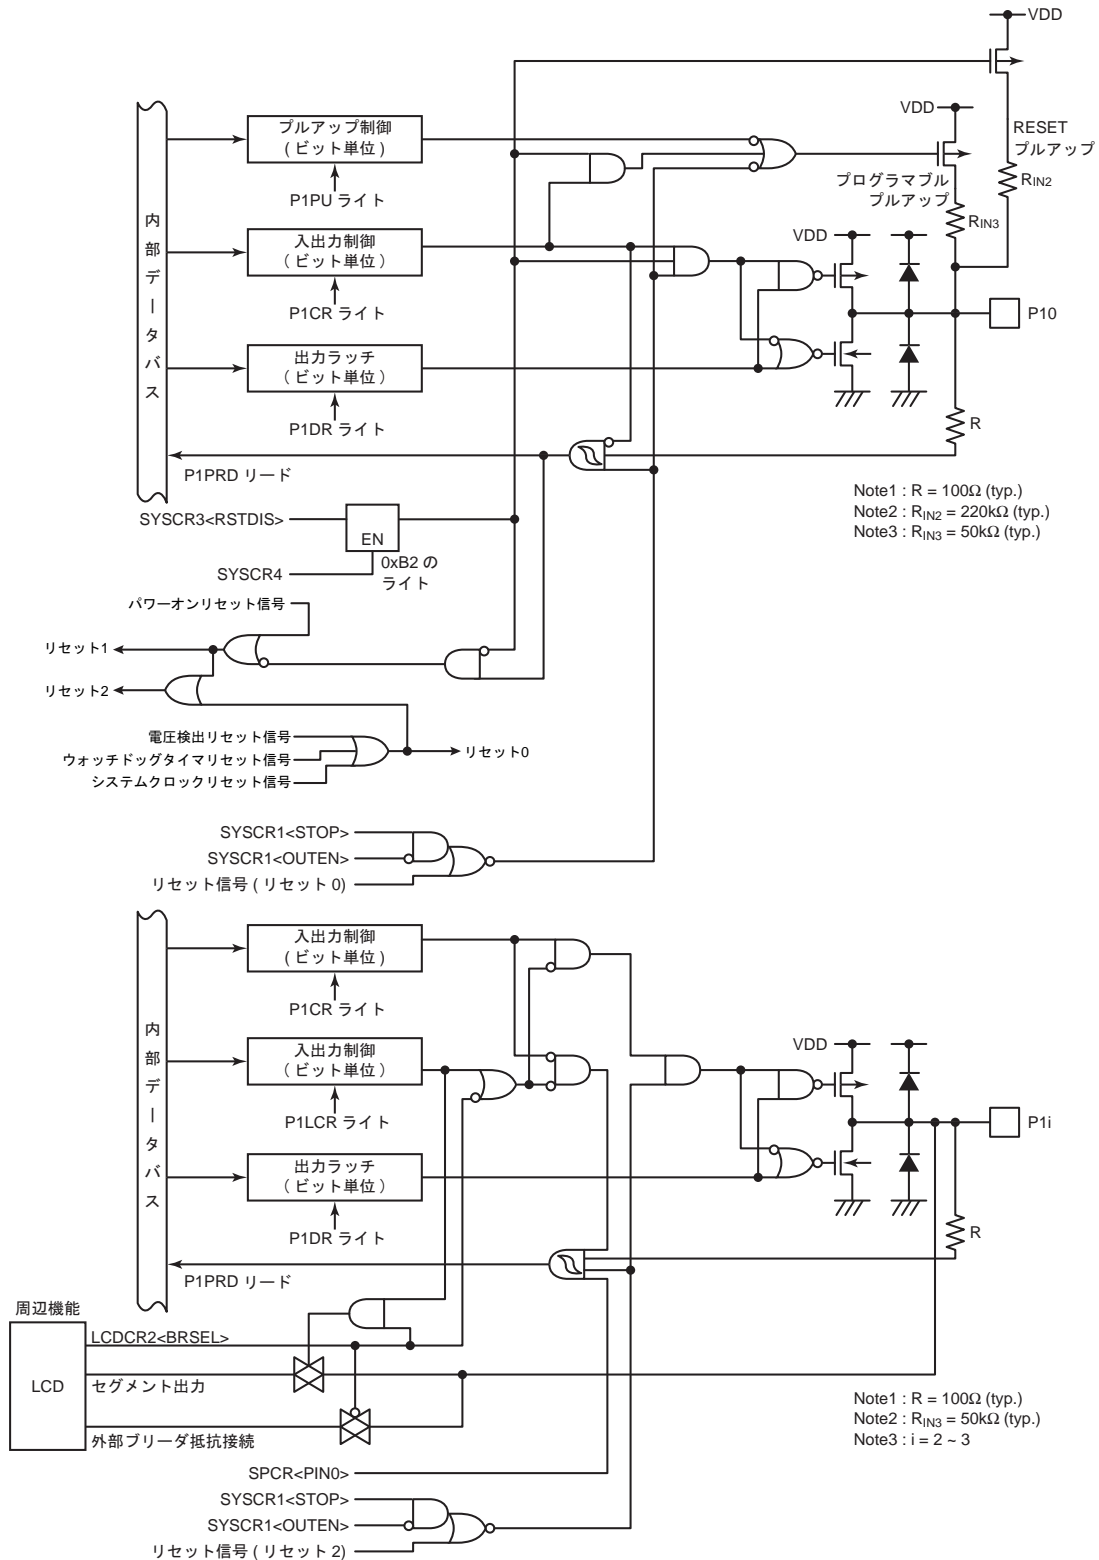 VDD
VDD
RESET
プルアップ
プルアップ制御
( ビット単位 )
P1PU ライト
プログラマブル
プルアップ
RIN2
RIN3
内部データバス
入出力制御
( ビット単位 )
P1CR ライト
VDD
P10
出力ラッチ
( ビット単位 )
P1DR ライト
R
P1PRD リード
Note1 : R = 100Ω (typ.)
Note2 : RIN2 = 220kΩ (typ.)
Note3 : RIN3 = 50kΩ (typ.)
SYSCR3<RSTDIS>
EN
SYSCR4
0xB2 の
ライト
パワーオンリセット信号
リセット1
リセット2
電圧検出リセット信号
ウォッチドッグタイマリセット信号
システムクロックリセット信号
リセット0
SYSCR1<STOP>
SYSCR1<OUTEN>
リセット信号 ( リセット 0)
入出力制御
( ビット単位 )
P1CR ライト
内部データバス
入出力制御
( ビット単位 )
P1LCR ライト
VDD
P1i
出力ラッチ
( ビット単位 )
P1DR ライト
R
P1PRD リード
周辺機能
LCD
LCDCR2<BRSEL>
セグメント出力
外部ブリーダ抵抗接続
Note1 : R = 100Ω (typ.)
Note2 : RIN3 = 50kΩ (typ.)
Note3 : i = 2 ~ 3
SPCR<PIN0>
SYSCR1<STOP>
SYSCR1<OUTEN>
リセット信号 ( リセット 2)